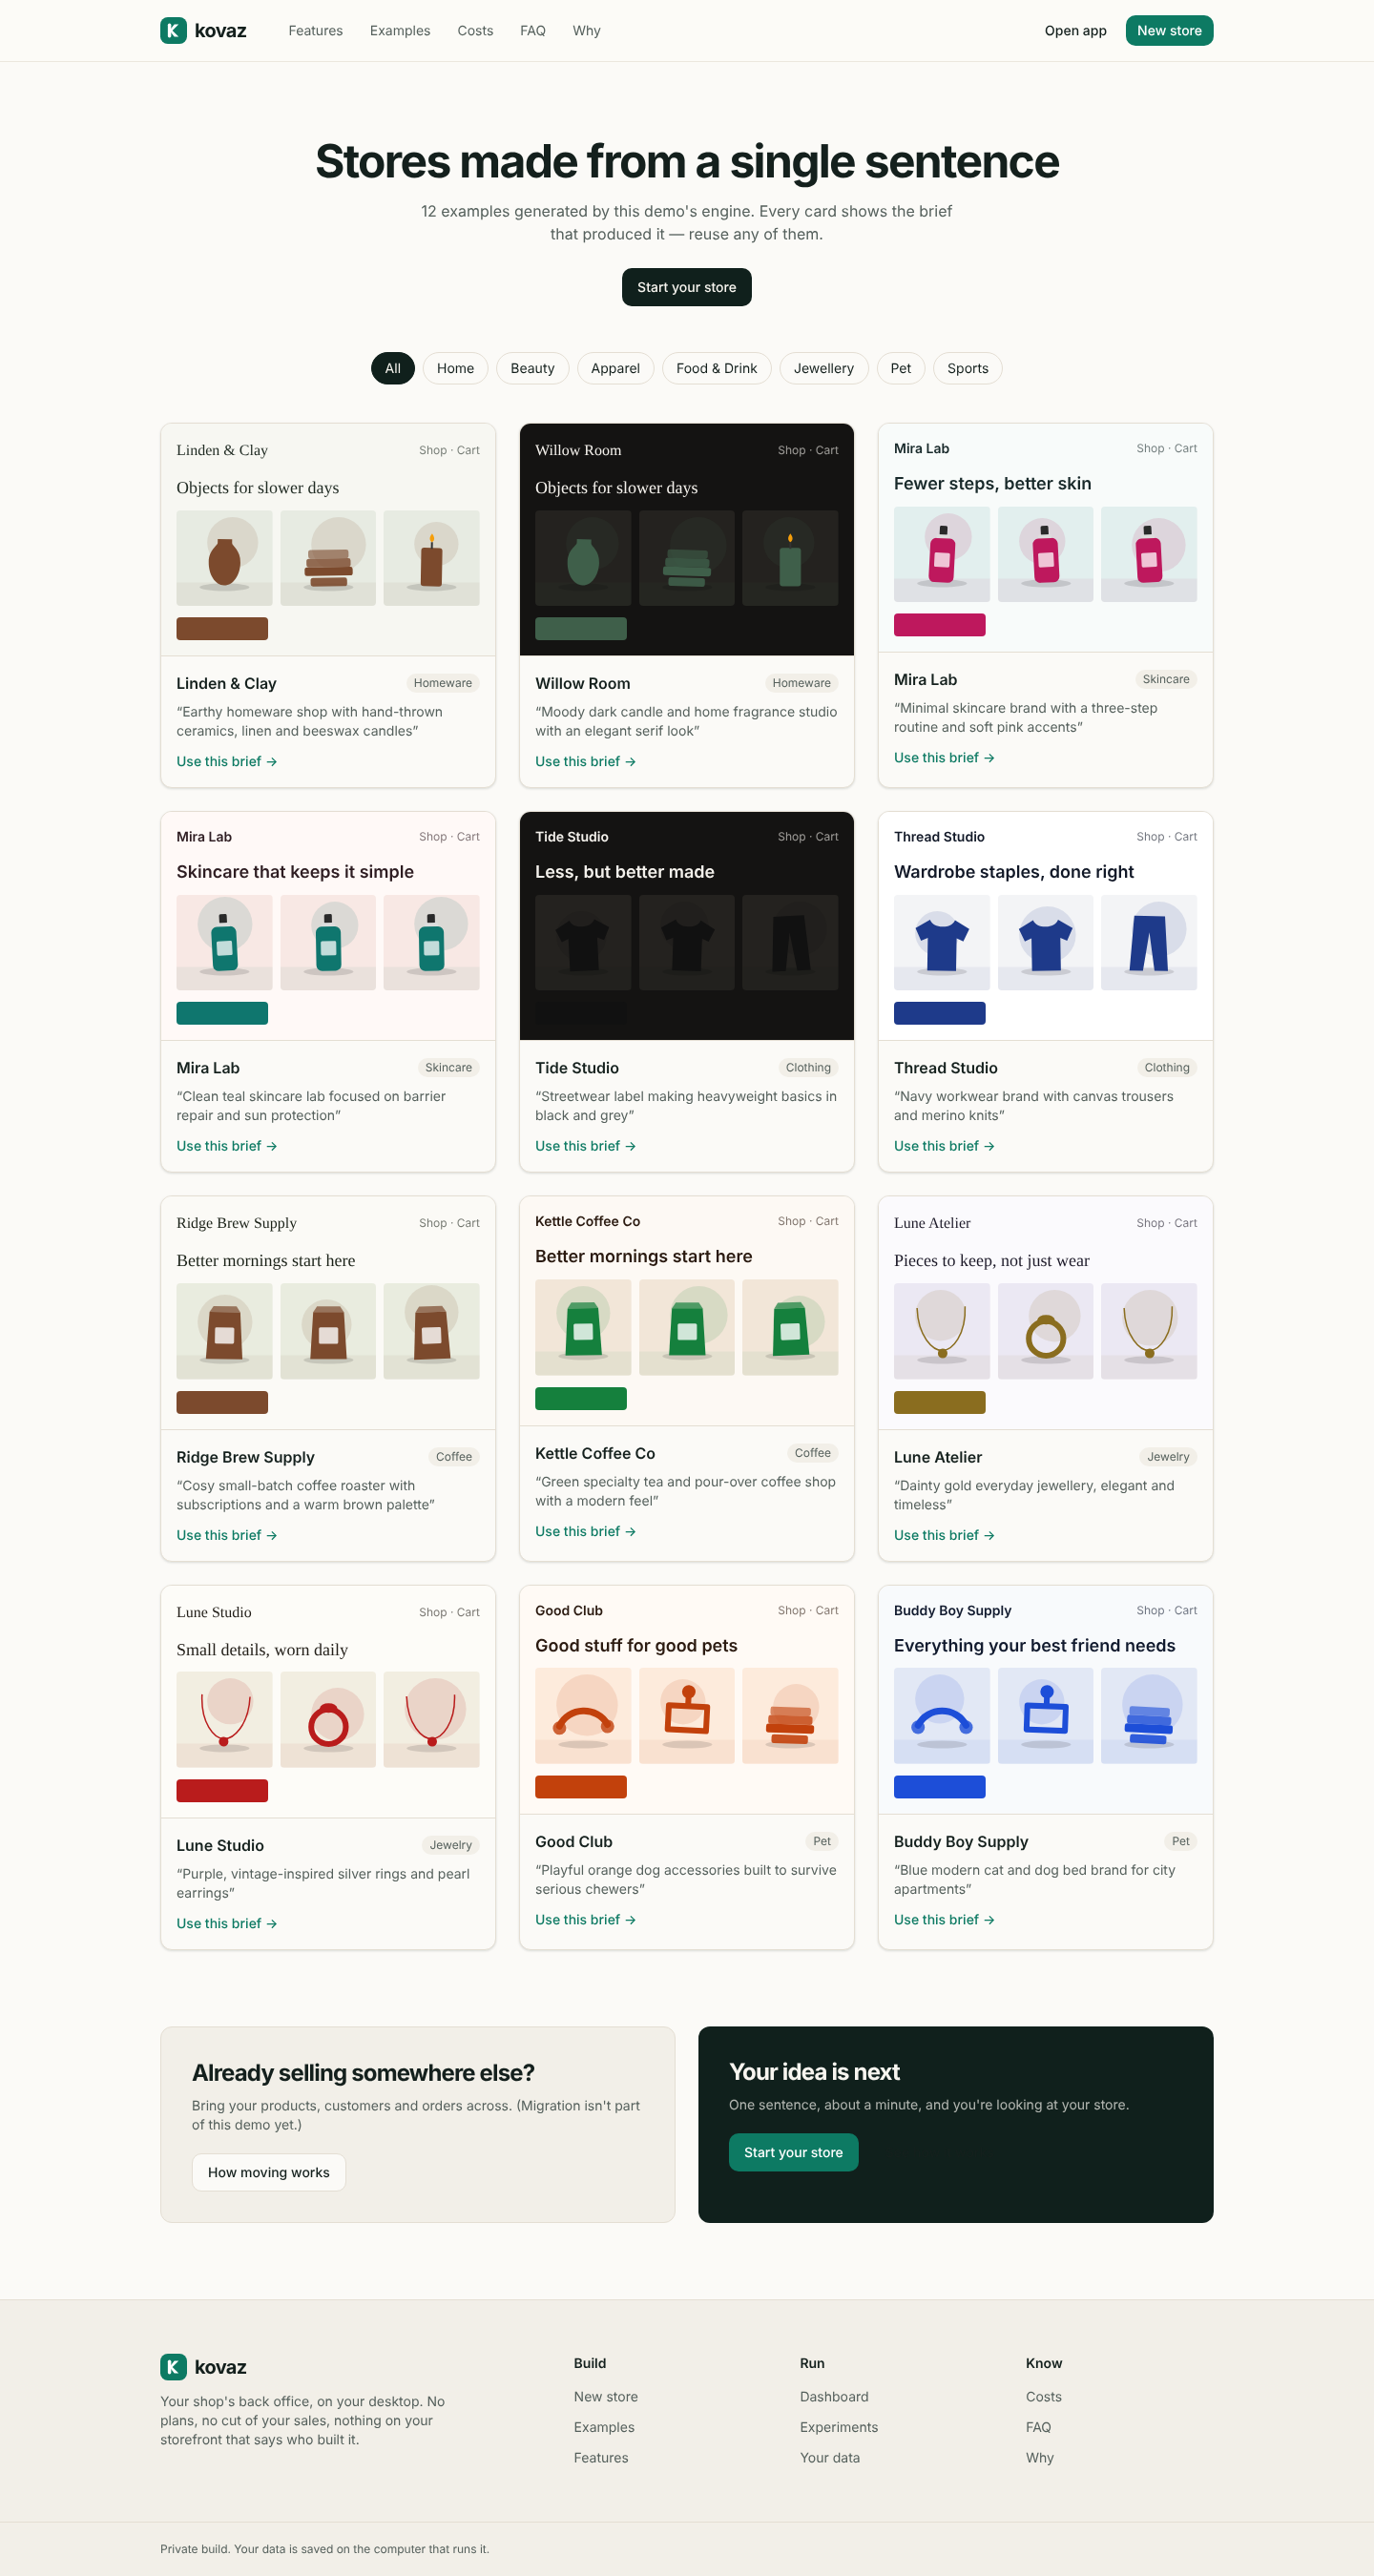 kovaz
Features
Examples
Costs
FAQ
Why
Open app
New store
Stores made from a single sentence
12 examples generated by this demo's engine. Every card shows the brief
that produced it — reuse any of them.
Start your store
All
Home
Beauty
Apparel
Food & Drink
Jewellery
Pet
Sports
Linden & Clay
Shop · Cart
Objects for slower days
Linden & Clay
Homeware
“Earthy homeware shop with hand-thrown
ceramics, linen and beeswax candles”
Use this brief →
Willow Room
Shop · Cart
Objects for slower days
Willow Room
Homeware
“Moody dark candle and home fragrance studio
with an elegant serif look”
Use this brief →
Mira Lab
Shop · Cart
Fewer steps, better skin
Mira Lab
Skincare
“Minimal skincare brand with a three-step
routine and soft pink accents”
Use this brief →
Mira Lab
Shop · Cart
Skincare that keeps it simple
Mira Lab
Skincare
“Clean teal skincare lab focused on barrier
repair and sun protection”
Use this brief →
Tide Studio
Shop · Cart
Less, but better made
Tide Studio
Clothing
“Streetwear label making heavyweight basics in
black and grey”
Use this brief →
Thread Studio
Shop · Cart
Wardrobe staples, done right
Thread Studio
Clothing
“Navy workwear brand with canvas trousers
and merino knits”
Use this brief →
Ridge Brew Supply
Shop · Cart
Better mornings start here
Ridge Brew Supply
Coffee
“Cosy small-batch coffee roaster with
subscriptions and a warm brown palette”
Use this brief →
Kettle Coffee Co
Shop · Cart
Better mornings start here
Kettle Coffee Co
Coffee
“Green specialty tea and pour-over coffee shop
with a modern feel”
Use this brief →
Lune Atelier
Shop · Cart
Pieces to keep, not just wear
Lune Atelier
Jewelry
“Dainty gold everyday jewellery, elegant and
timeless”
Use this brief →
Lune Studio
Shop · Cart
Small details, worn daily
Lune Studio
Jewelry
“Purple, vintage-inspired silver rings and pearl
earrings”
Use this brief →
Good Club
Shop · Cart
Good stuff for good pets
Good Club
Pet
“Playful orange dog accessories built to survive
serious chewers”
Use this brief →
Buddy Boy Supply
Shop · Cart
Everything your best friend needs
Buddy Boy Supply
Pet
“Blue modern cat and dog bed brand for city
apartments”
Use this brief →
Already selling somewhere else?
Bring your products, customers and orders across. (Migration isn't part
of this demo yet.)
How moving works
Your idea is next
One sentence, about a minute, and you're looking at your store.
Start your store
kovaz
Your shop's back office, on your desktop. No
plans, no cut of your sales, nothing on your
storefront that says who built it.
Build
New store
Examples
Features
Run
Dashboard
Experiments
Your data
Know
Costs
FAQ
Why
Private build. Your data is saved on the computer that runs it.